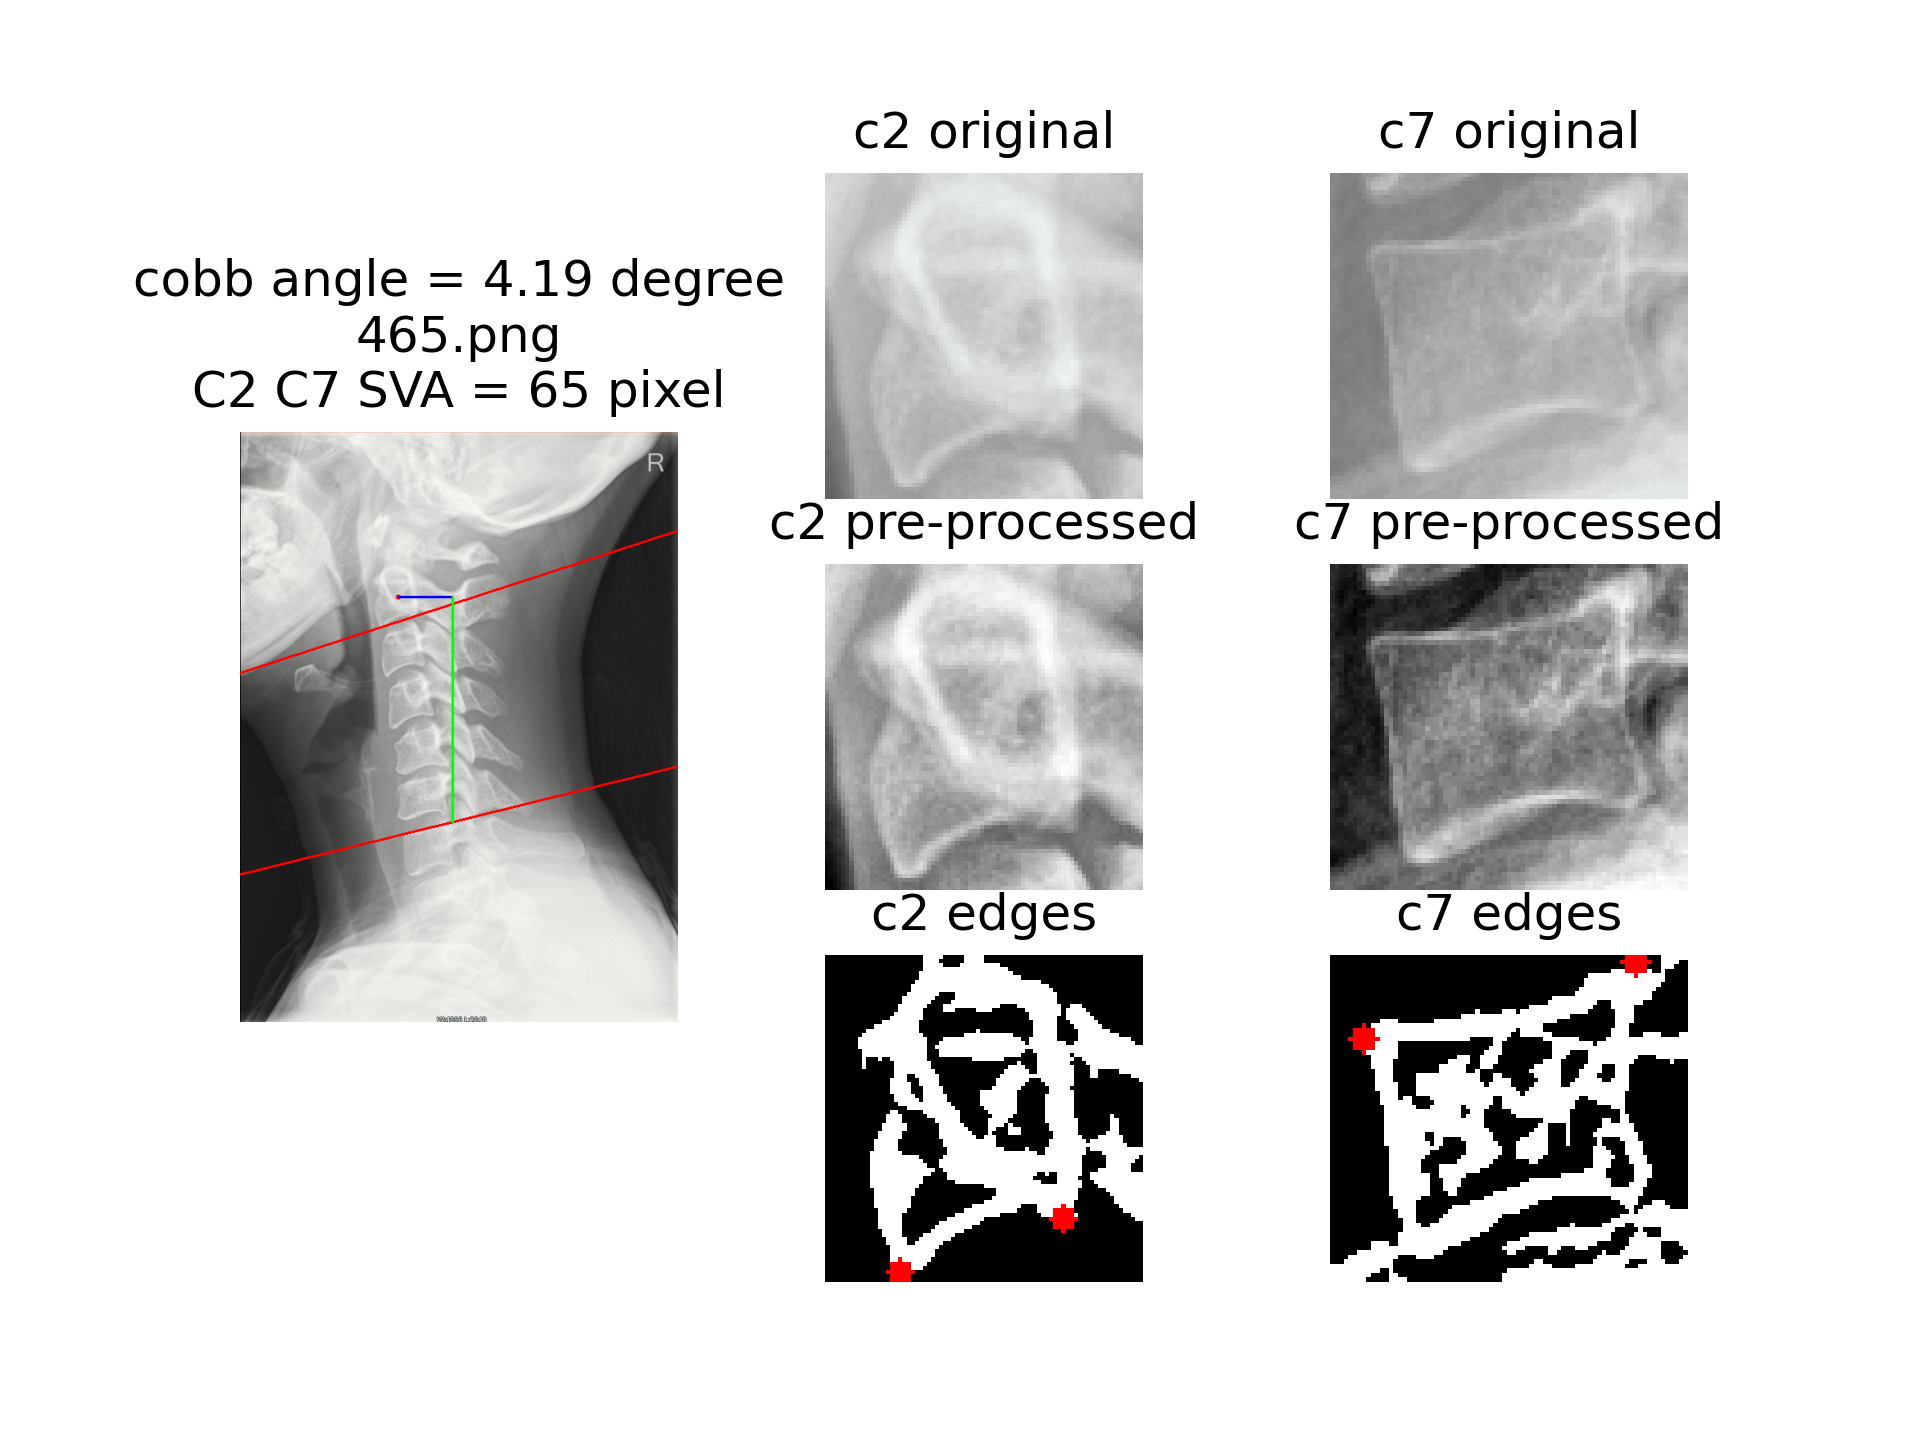 cobb angle = 4.19 degree
465.png
C2 C7 SVA = 65 pixel
R
c2 original
c7 original
c2 pre-processed
c7 pre-processed
c2 edges
c7 edges